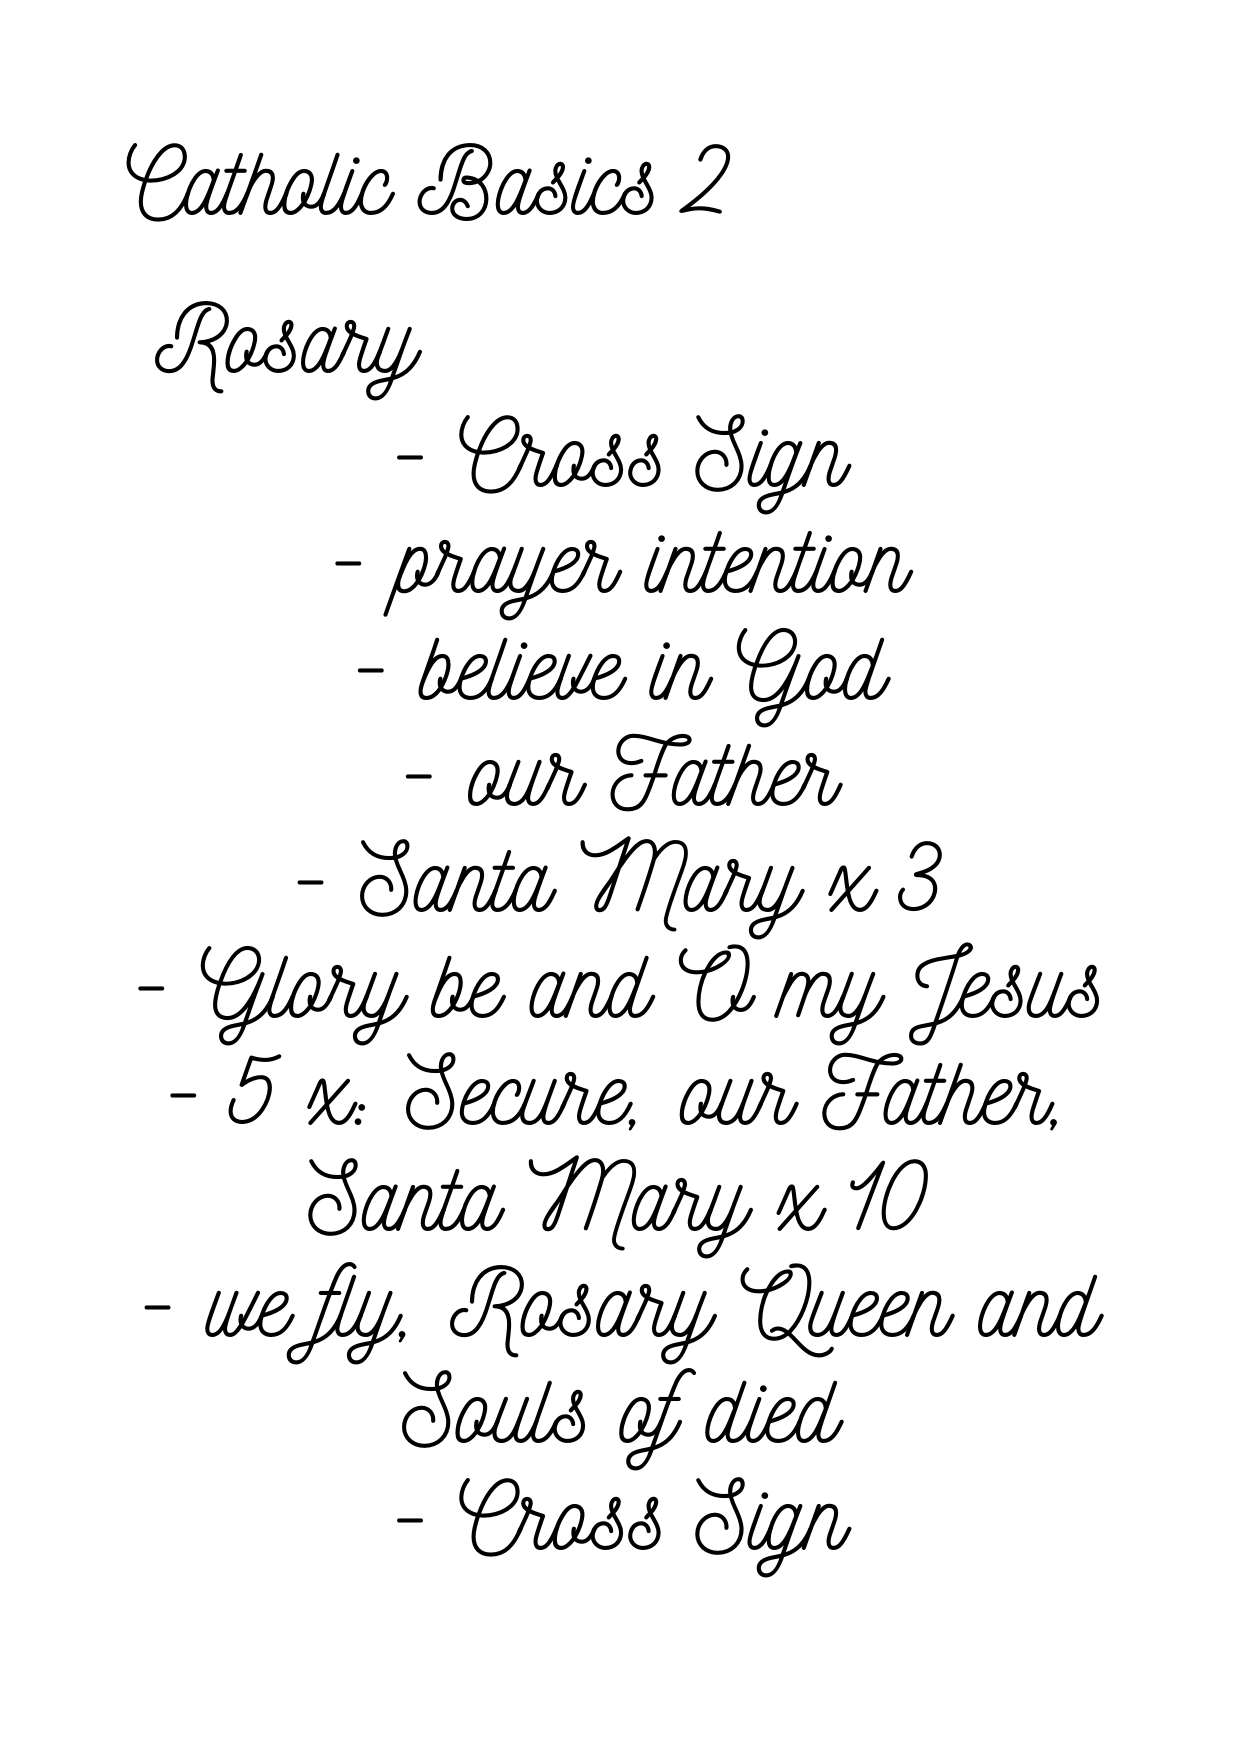 Catholic Basics 2
Rosary
- Cross Sign
- prayer intention
- believe in God
- our Father
- Santa Mary x 3
- Glory be and O my Jesus
- 5 x: Secure, our Father,
Santa Mary x 10
- we fly, Rosary Queen and
Souls of died
- Cross Sign